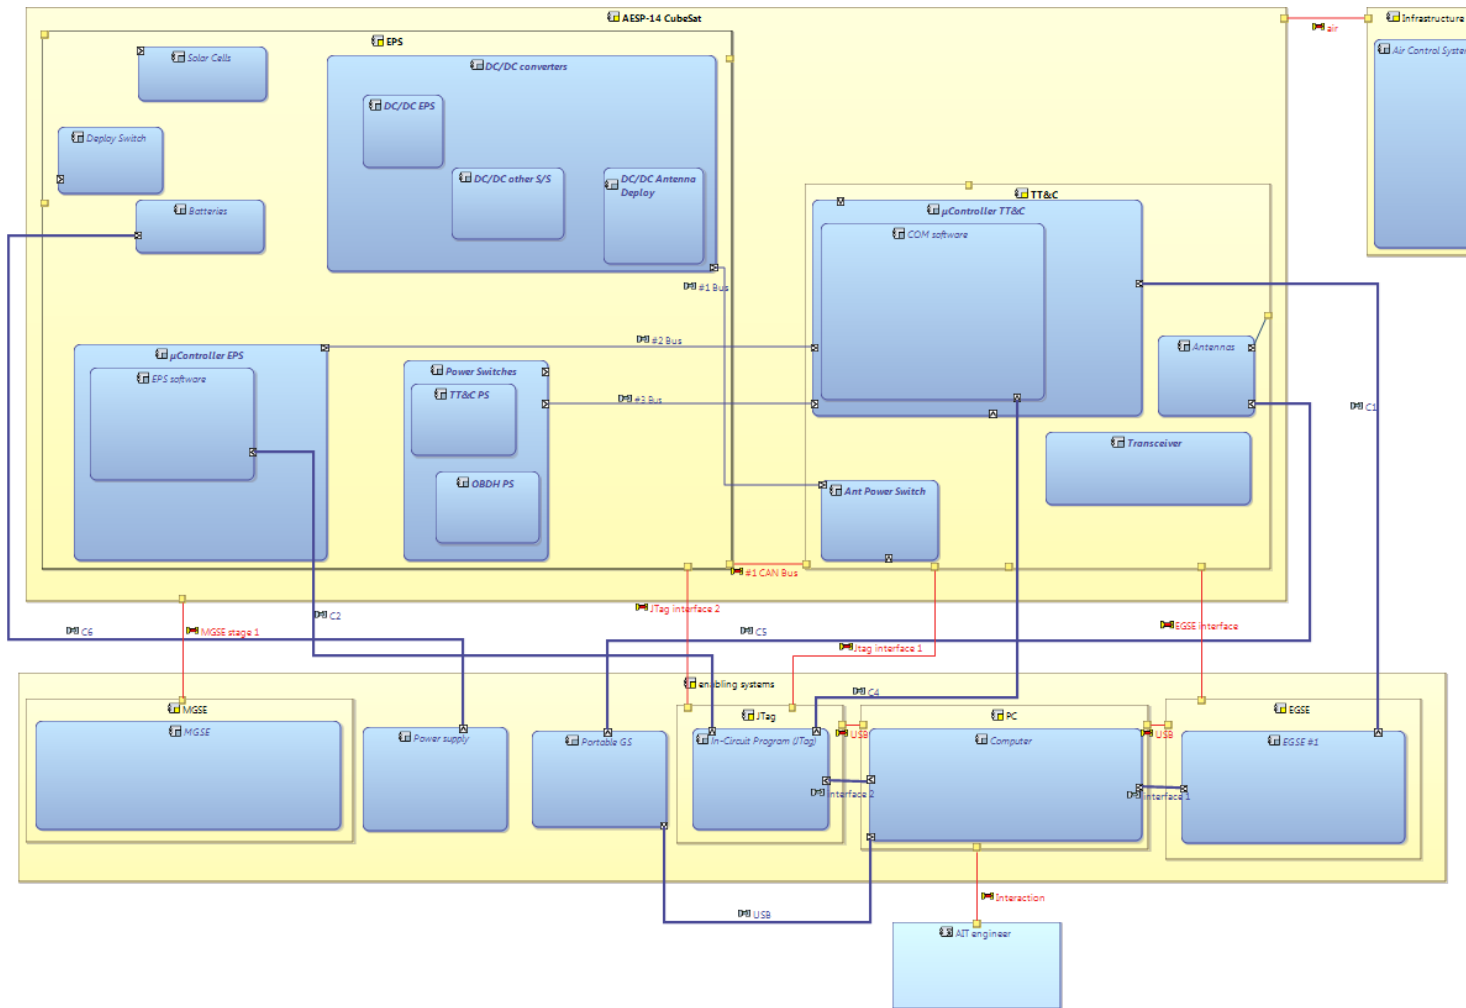 AESP-14 CubeSat
Infrastructure
air
EPS
Solar Cells
DC/DC converters
Air Control System
DC/DC EPS
Deploy Switch
DC/DC other S/S
DC/DC Antenna
Deploy
TT&C
Batteries
µController TT&C
COM software
#1 Bus
#2 Bus
Antennas
µController EPS
EPS software
Power Switches
TT&C PS
#3 Bus
C1
Transceiver
OBDH PS
Ant Power Switch
#1 CAN Bus
JTag interface 2
C2
C6
MGSE stage 1
C5
EGSE interface
Jtag interface 1
enabling systems
C4
MGSE
JTag
PC
EGSE
MGSE
Power supply
Portable GS
In-Circuit Program (JTag)
USB
Computer
USB
EGSE #1
interface 2
interface 1
Interaction
USB
AIT engineer